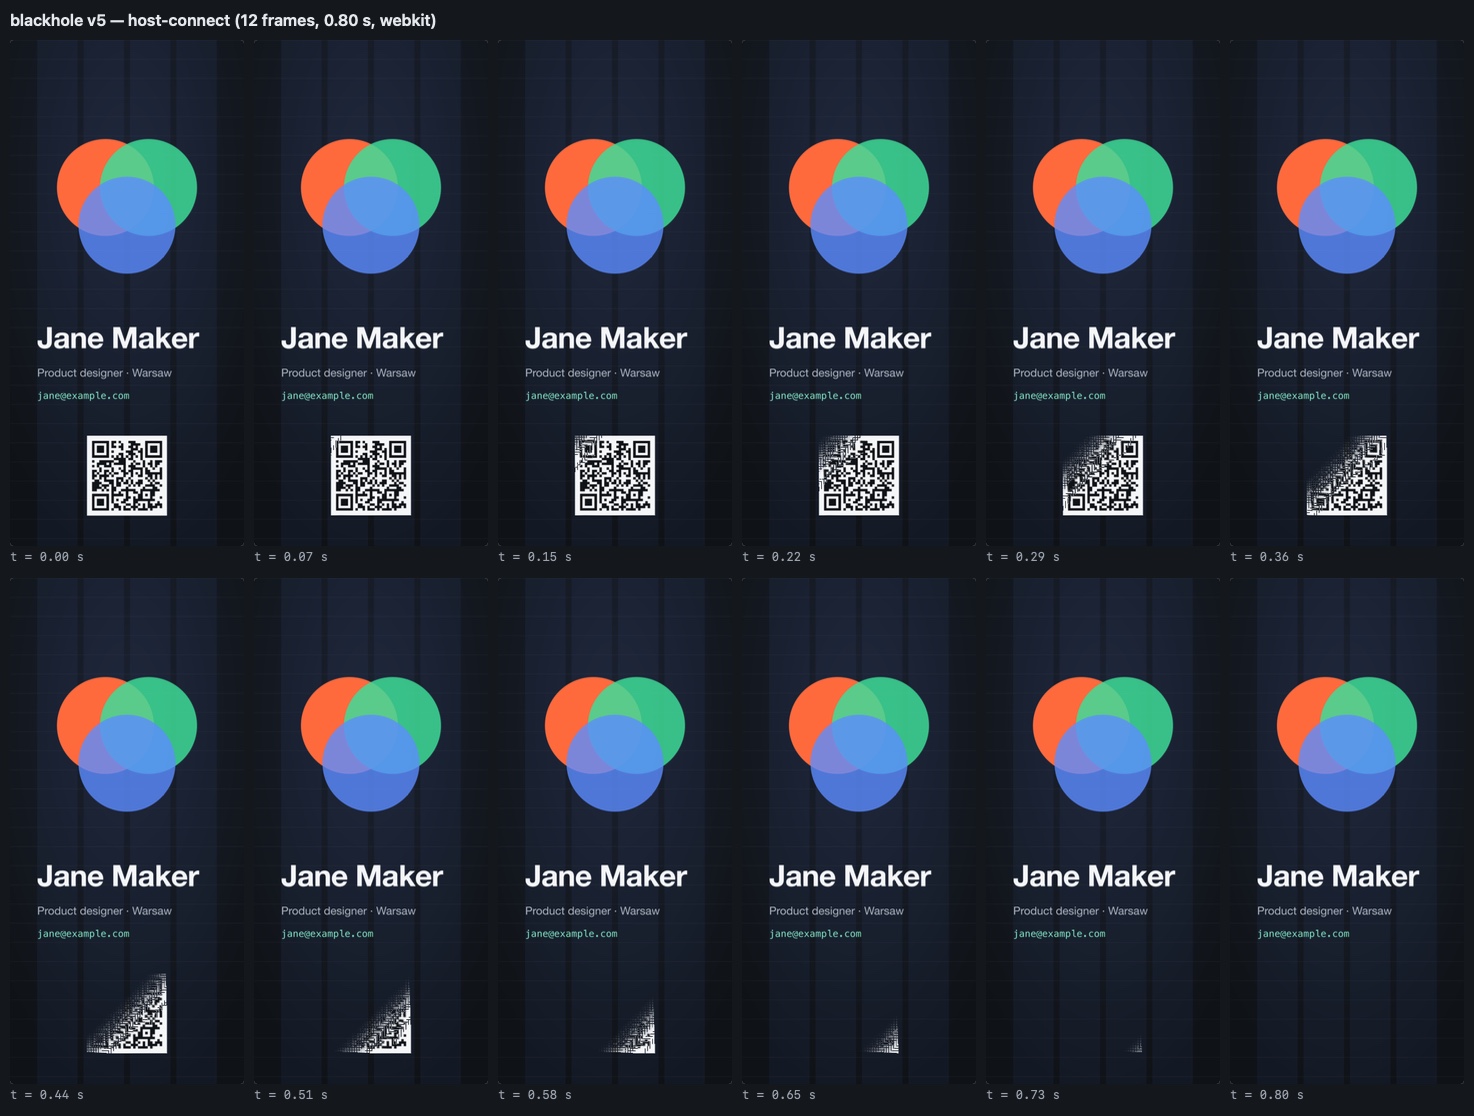 blackhole v5 — host-connect (12 frames, 0.80 s, webkit)
Jane Maker
Product designer · Warsaw
jane@example.com
t = 0.00 s
Jane Maker
Product designer · Warsaw
jane@example.com
t = 0.07 s
Jane Maker
Product designer · Warsaw
jane@example.com
t = 0.15 s
Jane Maker
Product designer · Warsaw
jane@example.com
t = 0.22 s
Jane Maker
Product designer · Warsaw
jane@example.com
t = 0.29 s
Jane Maker
Product designer · Warsaw
jane@example.com
t = 0.36 s
Jane Maker
Product designer · Warsaw
jane@example.com
t = 0.44 s
Jane Maker
Product designer · Warsaw
jane@example.com
t = 0.51 s
Jane Maker
Product designer · Warsaw
jane@example.com
t = 0.58 s
Jane Maker
Product designer · Warsaw
jane@example.com
t = 0.65 s
Jane Maker
Product designer · Warsaw
jane@example.com
t = 0.73 s
Jane Maker
Product designer · Warsaw
jane@example.com
t = 0.80 s